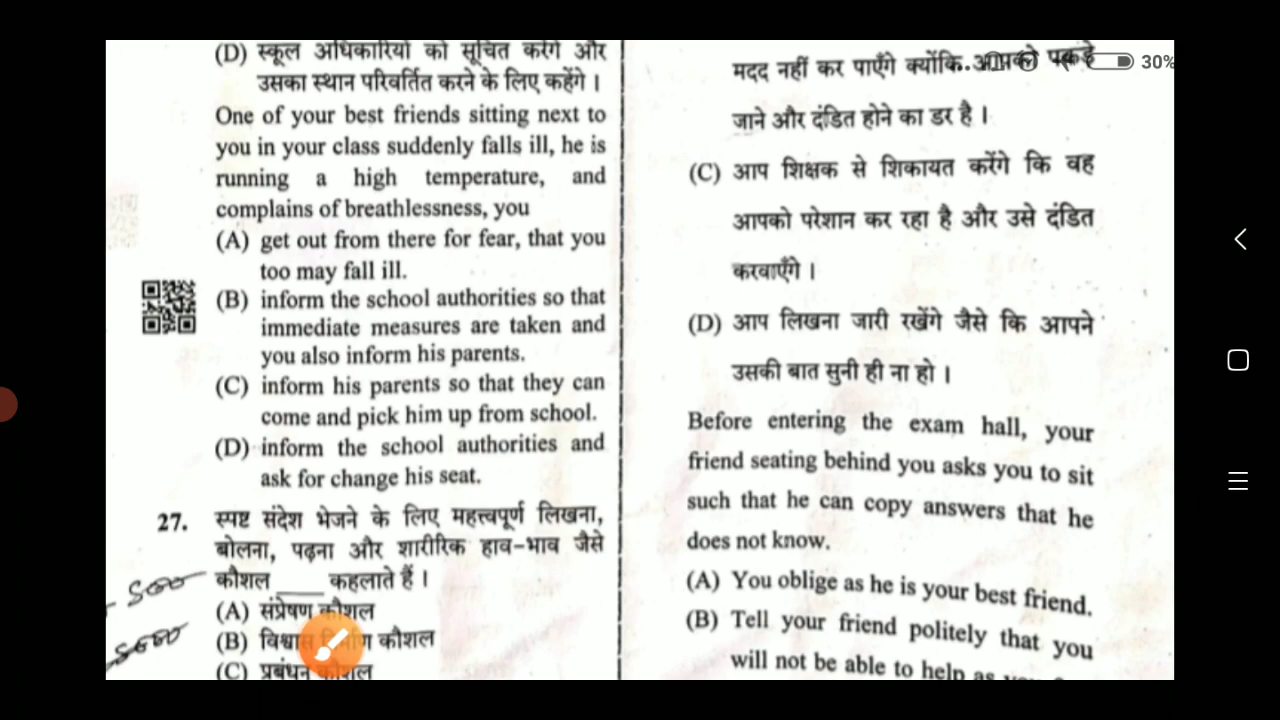 (D) स्कूल अधिकारियों को सूचित करेंगे और
उसका स्थान परिवर्तित करने के लिए कहेंगे ।
One of your best friends sitting next to
you in your class suddenly falls ill, he is
running a high temperature, and
complains of breathlessness, you
(A) get out from there for fear, that you
too may fall ill.
(B) inform the school authorities so that
immediate measures are taken and
you also inform his parents.
(C) inform his parents so that they can
come and pick him up from school.
(D) inform the school authorities and
ask for change his seat.
27. स्पष्ट संदेश भेजने के लिए महत्त्वपूर्ण लिखना,
बोलना, पढ़ना और शारीरिक हाव-भाव जैसे
कौशल ____ कहलाते हैं ।
(A) संप्रेषण कौशल
(B) विश्वास निर्माण कौशल
(C) प्रबंधन कौशल
मदद नहीं कर पाएँगे क्योंकि आपको पकड़े
30%
जाने और दंडित होने का डर है ।
(C) आप शिक्षक से शिकायत करेंगे कि वह
आपको परेशान कर रहा है और उसे दंडित
करवाएँगे ।
(D) आप लिखना जारी रखेंगे जैसे कि आपने
उसकी बात सुनी ही ना हो ।
Before entering the exam hall, your
friend seating behind you asks you to sit
such that he can copy answers that he
does not know.
(A) You oblige as he is your best friend.
(B) Tell your friend politely that you
will not be able to help as